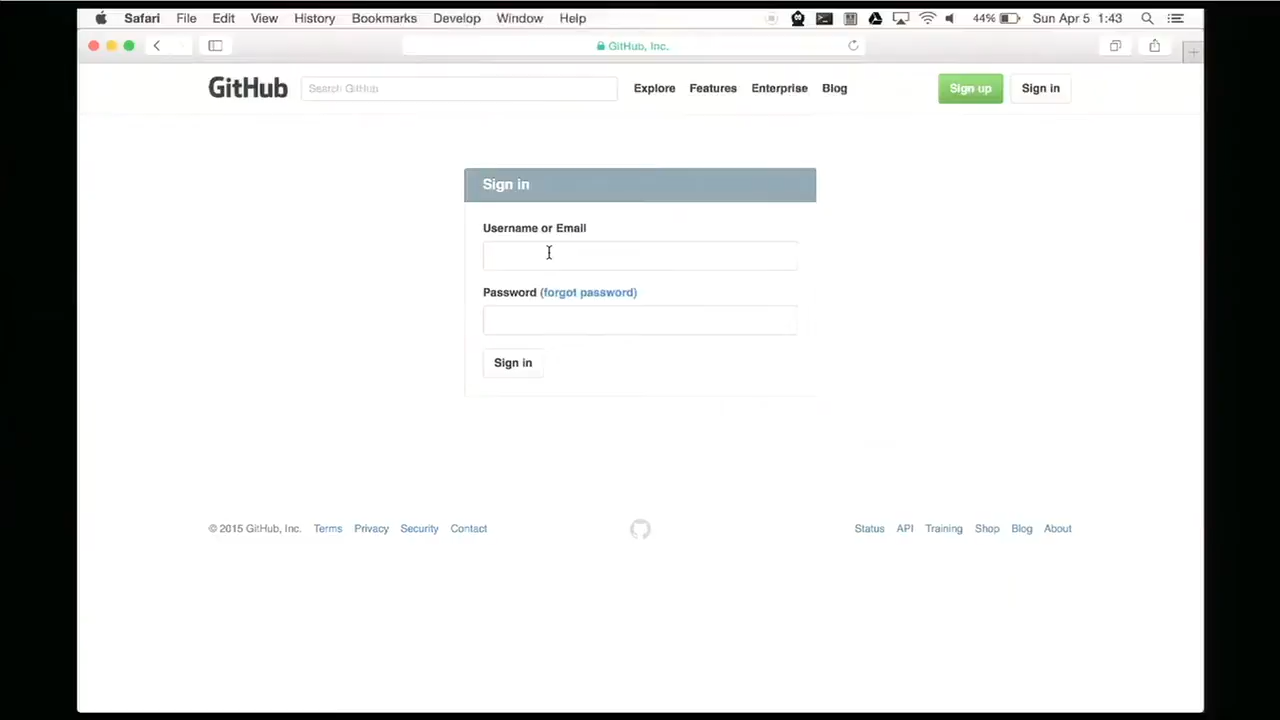 Safari File Edit View History Bookmarks Develop Window Help 44% Sun Apr 5 1:43
GitHub, Inc.
GitHub Search GitHub Explore Features Enterprise Blog Sign up Sign in
Sign in
Username or Email
Password (forgot password)
Sign in
© 2015 GitHub, Inc. Terms Privacy Security Contact Status API Training Shop Blog About